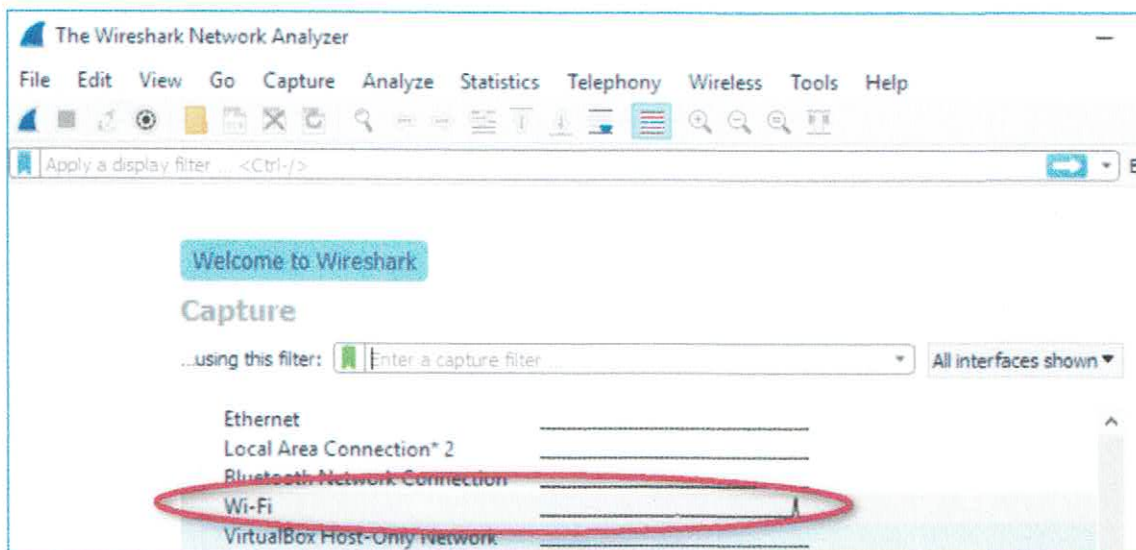 The Wireshark Network Analyzer
File Edit View Go Capture Analyze Statistics Telephony Wireless Tools Help
Apply a display filter ... <Ctrl-/>
Welcome to Wireshark
Capture
...using this filter: Enter a capture filter ... All interfaces shown
Ethernet
Local Area Connection* 2
Bluetooth Network Connection
Wi-Fi
VirtualBox Host-Only Network